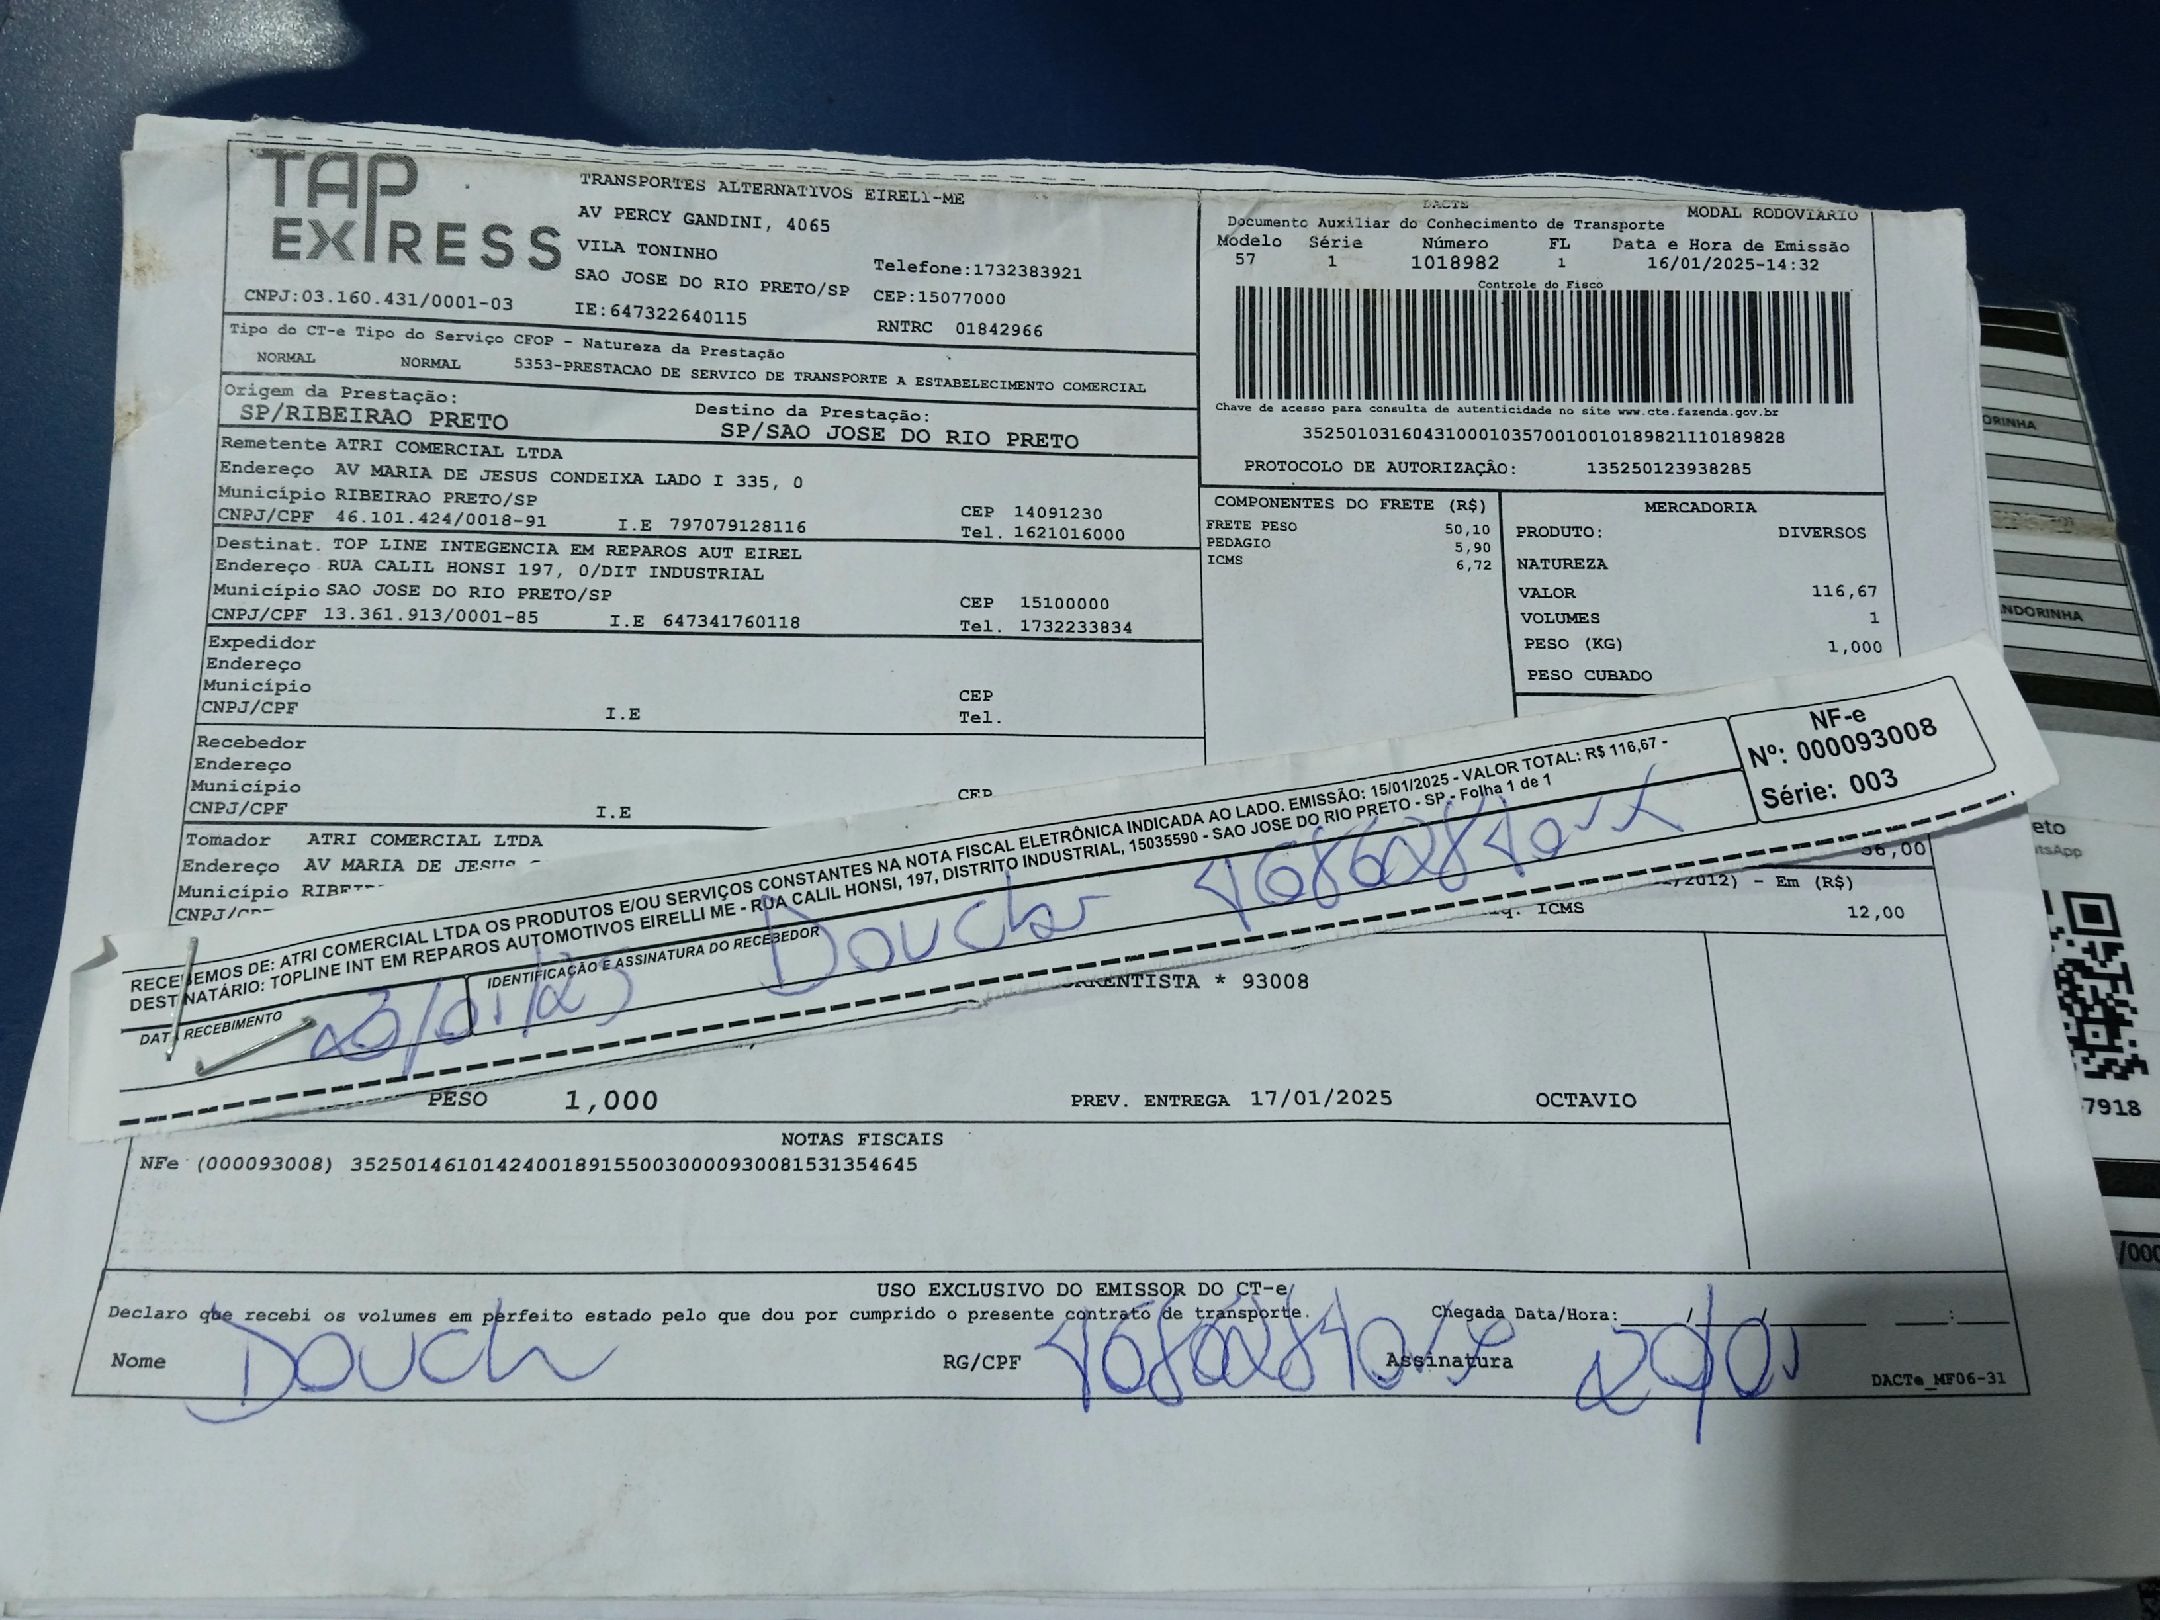 TAP EXPRESS
TRANSPORTES ALTERNATIVOS EIRELI-ME
AV PERCY GANDINI, 4065
VILA TONINHO
Telefone:1732383921
SAO JOSE DO RIO PRETO/SP CEP:15077000
CNPJ:03.160.431/0001-03 IE:647322640115 RNTRC 01842966
DACTE
Documento Auxiliar do Conhecimento de Transporte MODAL RODOVIARIO
Modelo Série Número FL Data e Hora de Emissão
57 1 1018982 1 16/01/2025-14:32
Controle do Fisco
Tipo do CT-e Tipo do Serviço CFOP - Natureza da Prestação
NORMAL NORMAL 5353-PRESTACAO DE SERVICO DE TRANSPORTE A ESTABELECIMENTO COMERCIAL
Chave de acesso para consulta de autenticidade no site www.cte.fazenda.gov.br
35250103160431000103570010010189821110189828
PROTOCOLO DE AUTORIZAÇÃO: 135250123938285
Origem da Prestação: Destino da Prestação:
SP/RIBEIRAO PRETO SP/SAO JOSE DO RIO PRETO
Remetente ATRI COMERCIAL LTDA
Endereço AV MARIA DE JESUS CONDEIXA LADO I 335, 0
Município RIBEIRAO PRETO/SP CEP 14091230
CNPJ/CPF 46.101.424/0018-91 I.E 797079128116 Tel. 1621016000
Destinat. TOP LINE INTEGENCIA EM REPAROS AUT EIREL
Endereço RUA CALIL HONSI 197, 0/DIT INDUSTRIAL
Município SAO JOSE DO RIO PRETO/SP CEP 15100000
CNPJ/CPF 13.361.913/0001-85 I.E 647341760118 Tel. 1732233834
Expedidor
Endereço
Município CEP
CNPJ/CPF I.E Tel.
Recebedor
Endereço
Município CEP
CNPJ/CPF I.E
Tomador ATRI COMERCIAL LTDA
Endereço AV MARIA DE JESUS
Município
COMPONENTES DO FRETE (R$)
FRETE PESO 50,10
PEDAGIO 5,90
ICMS 6,72
MERCADORIA
PRODUTO: DIVERSOS
NATUREZA
VALOR 116,67
VOLUMES 1
PESO (KG) 1,000
PESO CUBADO
56,00
/2012) - Em (R$)
ICMS 12,00
RECEBEMOS DE: ATRI COMERCIAL LTDA OS PRODUTOS E/OU SERVIÇOS CONSTANTES NA NOTA FISCAL ELETRÔNICA INDICADA AO LADO. EMISSÃO: 15/01/2025 - VALOR TOTAL: R$ 116,67 -
DESTINATÁRIO: TOPLINE INT EM REPAROS AUTOMOTIVOS EIRELLI ME - RUA CALIL HONSI, 197, DISTRITO INDUSTRIAL, 15035590 - SAO JOSE DO RIO PRETO - SP - Folha 1 de 1
DATA RECEBIMENTO
IDENTIFICAÇÃO E ASSINATURA DO RECEBEDOR
NF-e
Nº: 000093008
Série: 003
* 93008
PESO 1,000 PREV. ENTREGA 17/01/2025 OCTAVIO
NOTAS FISCAIS
NFe (000093008) 35250146101424001891550030000930081531354645
USO EXCLUSIVO DO EMISSOR DO CT-e
Declaro que recebi os volumes em perfeito estado pelo que dou por cumprido o presente contrato de transporte. Chegada Data/Hora:____/____/____ ___:___
Nome RG/CPF Assinatura
DACTe_MF06-31
7918